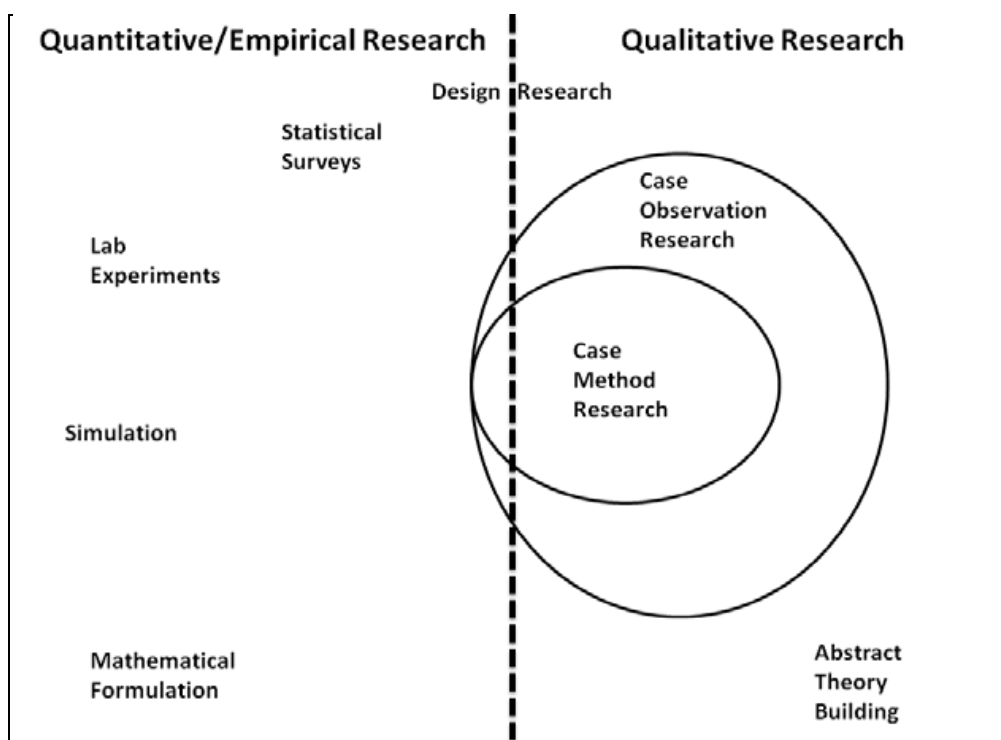 Quantitative/Empirical Research
Qualitative Research
Design Research
Statistical
Surveys
Case
Observation
Research
Lab
Experiments
Case
Method
Research
Simulation
Mathematical
Formulation
Abstract
Theory
Building